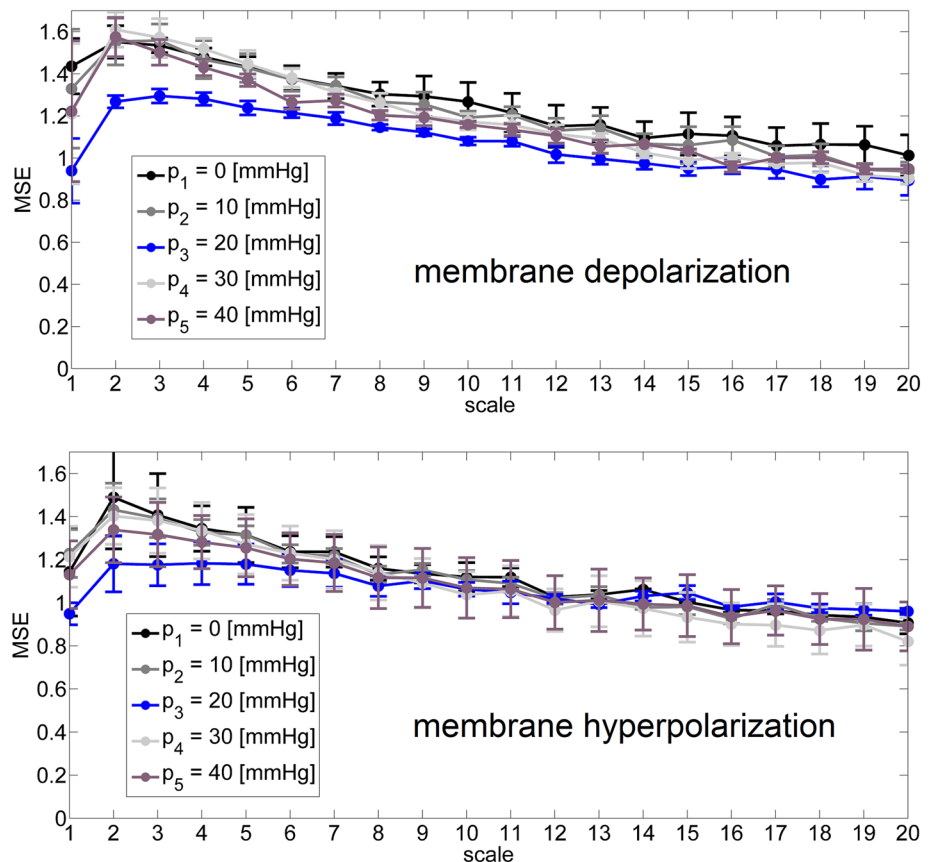 1.6
1.4
1.2
1
0.8
0.6
0.4
0.2
0
MSE
p1 = 0 [mmHg]
p2 = 10 [mmHg]
p3 = 20 [mmHg]
p4 = 30 [mmHg]
p5 = 40 [mmHg]
membrane depolarization
1 2 3 4 5 6 7 8 9 10 11 12 13 14 15 16 17 18 19 20
scale
1.6
1.4
1.2
1
0.8
0.6
0.4
0.2
0
MSE
p1 = 0 [mmHg]
p2 = 10 [mmHg]
p3 = 20 [mmHg]
p4 = 30 [mmHg]
p5 = 40 [mmHg]
membrane hyperpolarization
1 2 3 4 5 6 7 8 9 10 11 12 13 14 15 16 17 18 19 20
scale